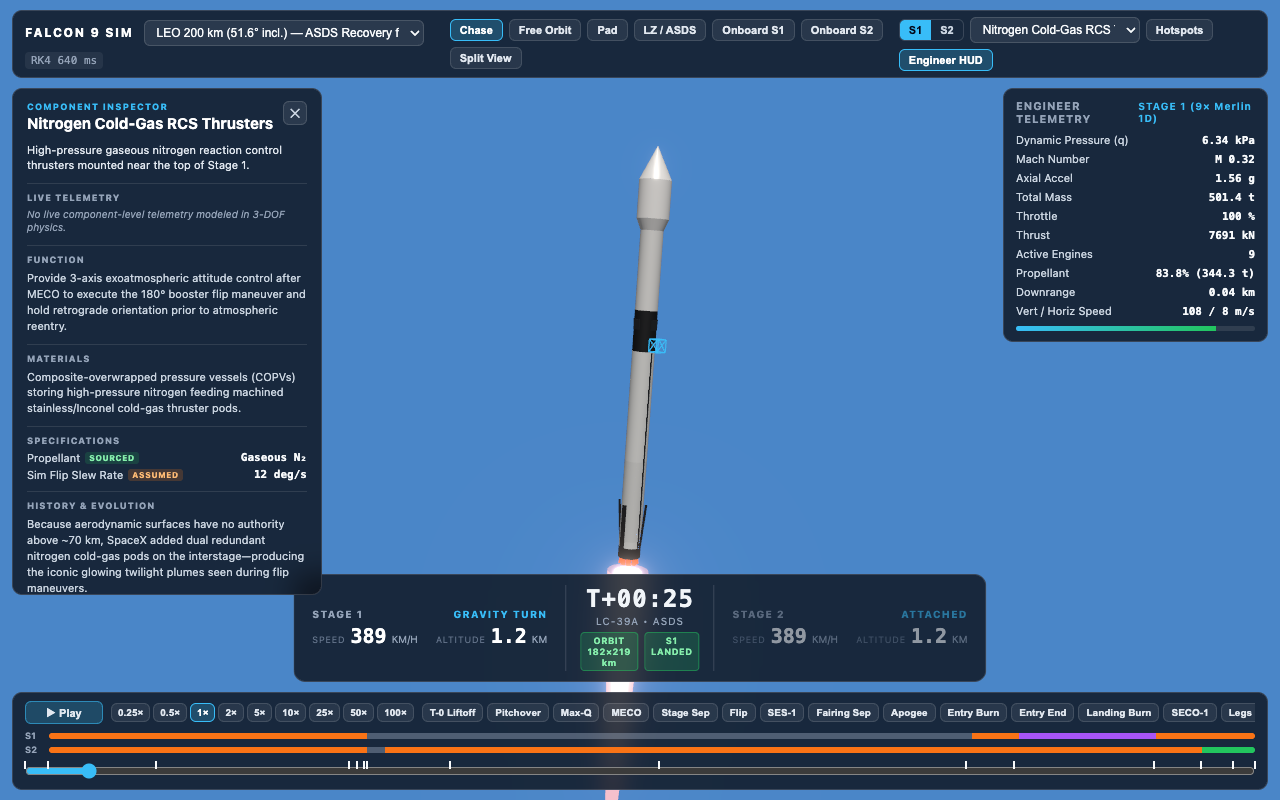 FALCON 9 SIM
LEO 200 km (51.6° incl.) — ASDS Recovery f
Chase
Free Orbit
Pad
LZ / ASDS
Onboard S1
Onboard S2
Split View
S1
S2
Nitrogen Cold-Gas RCS
Hotspots
RK4 640 ms
Engineer HUD
COMPONENT INSPECTOR
Nitrogen Cold-Gas RCS Thrusters
High-pressure gaseous nitrogen reaction control
thrusters mounted near the top of Stage 1.
LIVE TELEMETRY
No live component-level telemetry modeled in 3-DOF
physics.
FUNCTION
Provide 3-axis exoatmospheric attitude control after
MECO to execute the 180° booster flip maneuver and
hold retrograde orientation prior to atmospheric
reentry.
MATERIALS
Composite-overwrapped pressure vessels (COPVs)
storing high-pressure nitrogen feeding machined
stainless/Inconel cold-gas thruster pods.
SPECIFICATIONS
Propellant SOURCED Gaseous N₂
Sim Flip Slew Rate ASSUMED 12 deg/s
HISTORY & EVOLUTION
Because aerodynamic surfaces have no authority
above ~70 km, SpaceX added dual redundant
nitrogen cold-gas pods on the interstage—producing
the iconic glowing twilight plumes seen during flip
maneuvers.
ENGINEER
TELEMETRY
STAGE 1 (9× Merlin
1D)
Dynamic Pressure (q) 6.34 kPa
Mach Number M 0.32
Axial Accel 1.56 g
Total Mass 501.4 t
Throttle 100 %
Thrust 7691 kN
Active Engines 9
Propellant 83.8% (344.3 t)
Downrange 0.04 km
Vert / Horiz Speed 108 / 8 m/s
STAGE 1 GRAVITY TURN
SPEED 389 KM/H ALTITUDE 1.2 KM
T+00:25
LC-39A • ASDS
ORBIT
182×219
km
S1
LANDED
STAGE 2 ATTACHED
SPEED 389 KM/H ALTITUDE 1.2 KM
▶ Play
0.25×
0.5×
1×
2×
5×
10×
25×
50×
100×
T-0 Liftoff
Pitchover
Max-Q
MECO
Stage Sep
Flip
SES-1
Fairing Sep
Apogee
Entry Burn
Entry End
Landing Burn
SECO-1
Legs
S1
S2